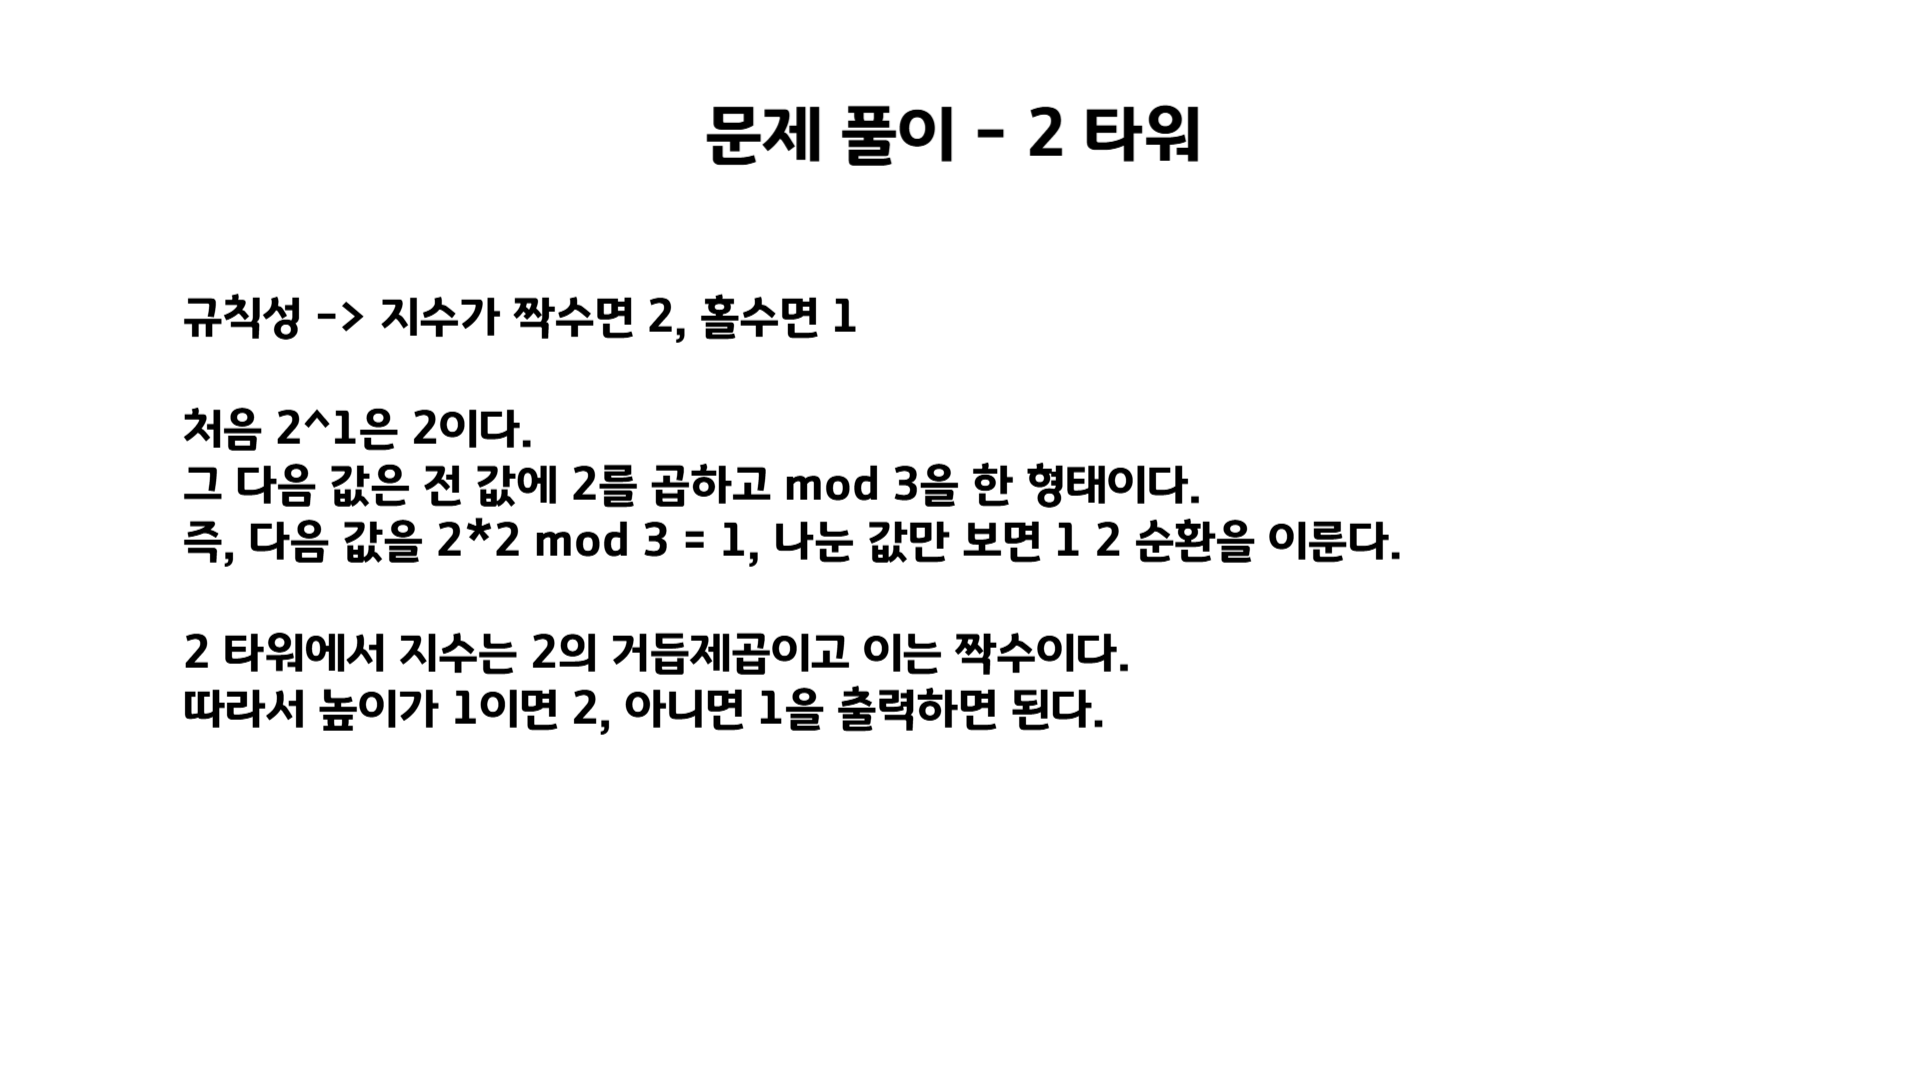 문제 풀이 - 2 타워
규칙성 -> 지수가 짝수면 2, 홀수면 1
처음 2^1은 2이다.
그 다음 값은 전 값에 2를 곱하고 mod 3을 한 형태이다.
즉, 다음 값을 2*2 mod 3 = 1, 나눈 값만 보면 1 2 순환을 이룬다.
2 타워에서 지수는 2의 거듭제곱이고 이는 짝수이다.
따라서 높이가 1이면 2, 아니면 1을 출력하면 된다.